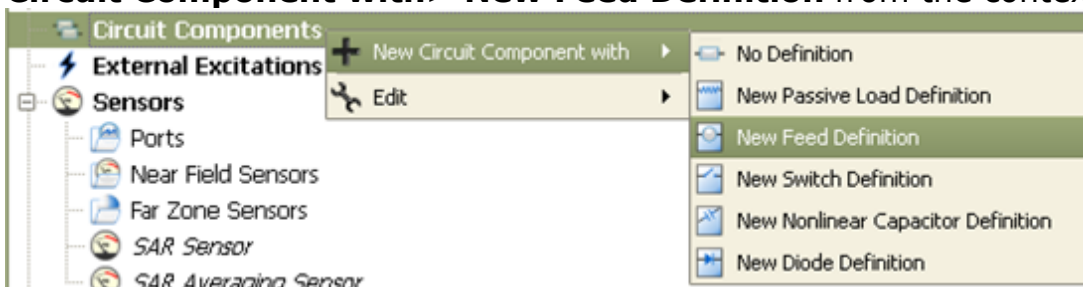 Circuit Component with> New Feed Definition from the conte
Circuit Components
New Circuit Component with
No Definition
External Excitations
Edit
New Passive Load Definition
Sensors
New Feed Definition
Ports
New Switch Definition
Near Field Sensors
New Nonlinear Capacitor Definition
Far Zone Sensors
New Diode Definition
SAR Sensor
SAR Averaging Sensor